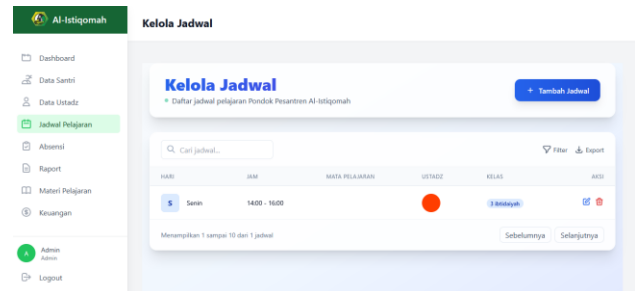 Al-Istiqomah
Kelola Jadwal
Dashboard
Data Santri
Data Ustadz
Jadwal Pelajaran
Absensi
Raport
Materi Pelajaran
Keuangan
A
Admin
Admin
Logout
Kelola Jadwal
Daftar jadwal pelajaran Pondok Pesantren Al-Istiqomah
+ Tambah Jadwal
Cari jadwal...
Filter
Export
HARI JAM MATA PELAJARAN USTADZ KELAS AKSI
S Senin 14:00 - 16:00 3 Ibtidaiyah
Menampilkan 1 sampai 10 dari 1 jadwal
Sebelumnya Selanjutnya